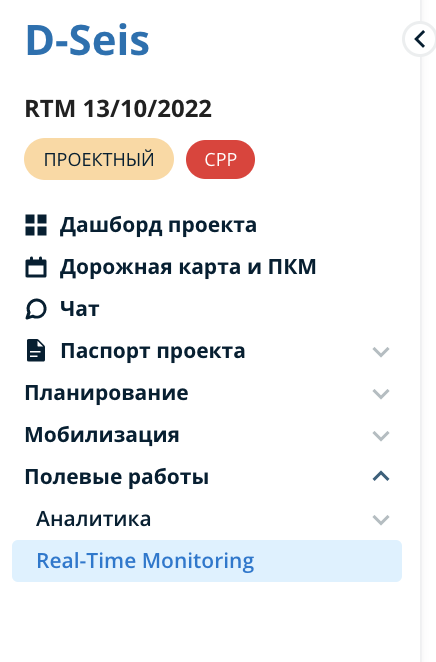 D-Seis
RTM 13/10/2022
ПРОЕКТНЫЙ CPP
Дашборд проекта
Дорожная карта и ПКМ
Чат
Паспорт проекта
Планирование
Мобилизация
Полевые работы
Аналитика
Real-Time Monitoring